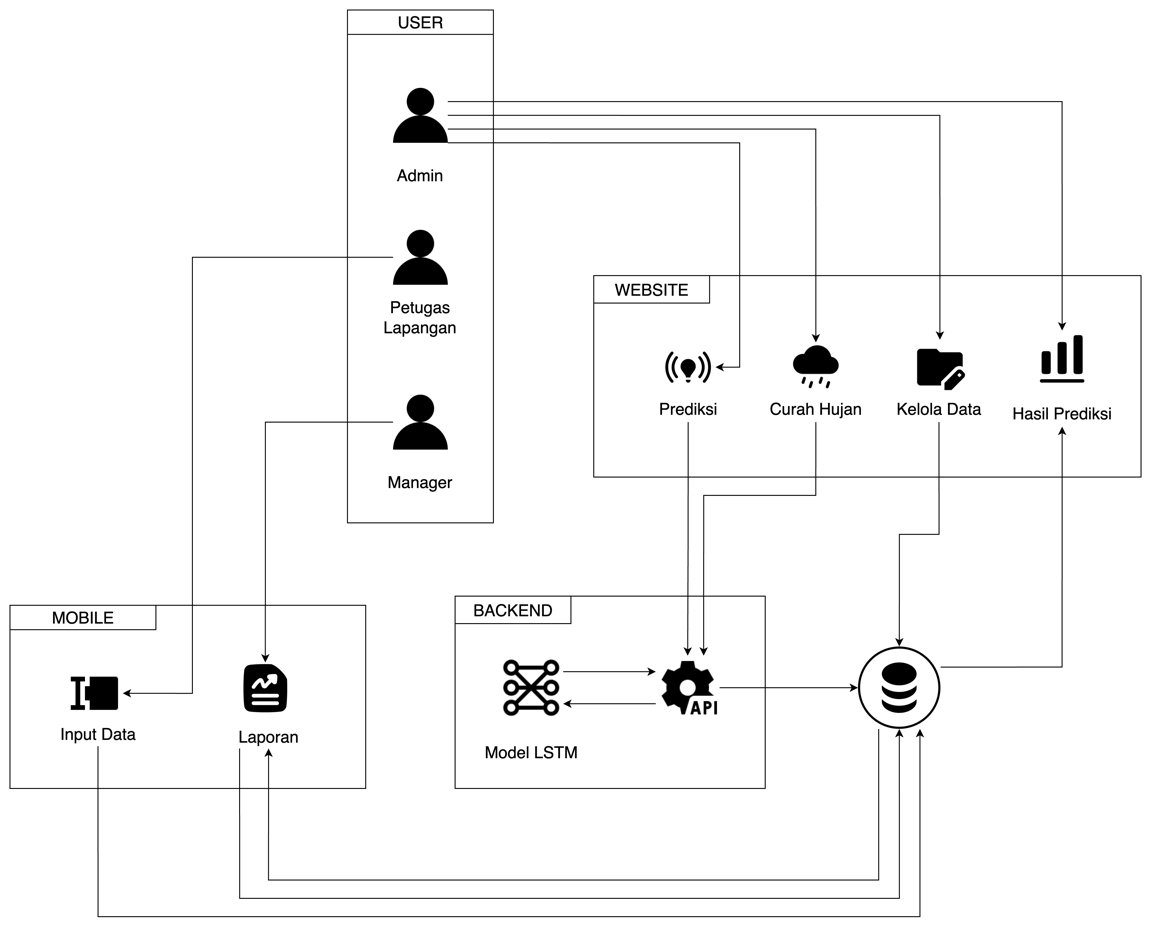 USER
Admin
Petugas
Lapangan
Manager
WEBSITE
Prediksi
Curah Hujan
Kelola Data
Hasil Prediksi
MOBILE
Input Data
Laporan
BACKEND
Model LSTM
API